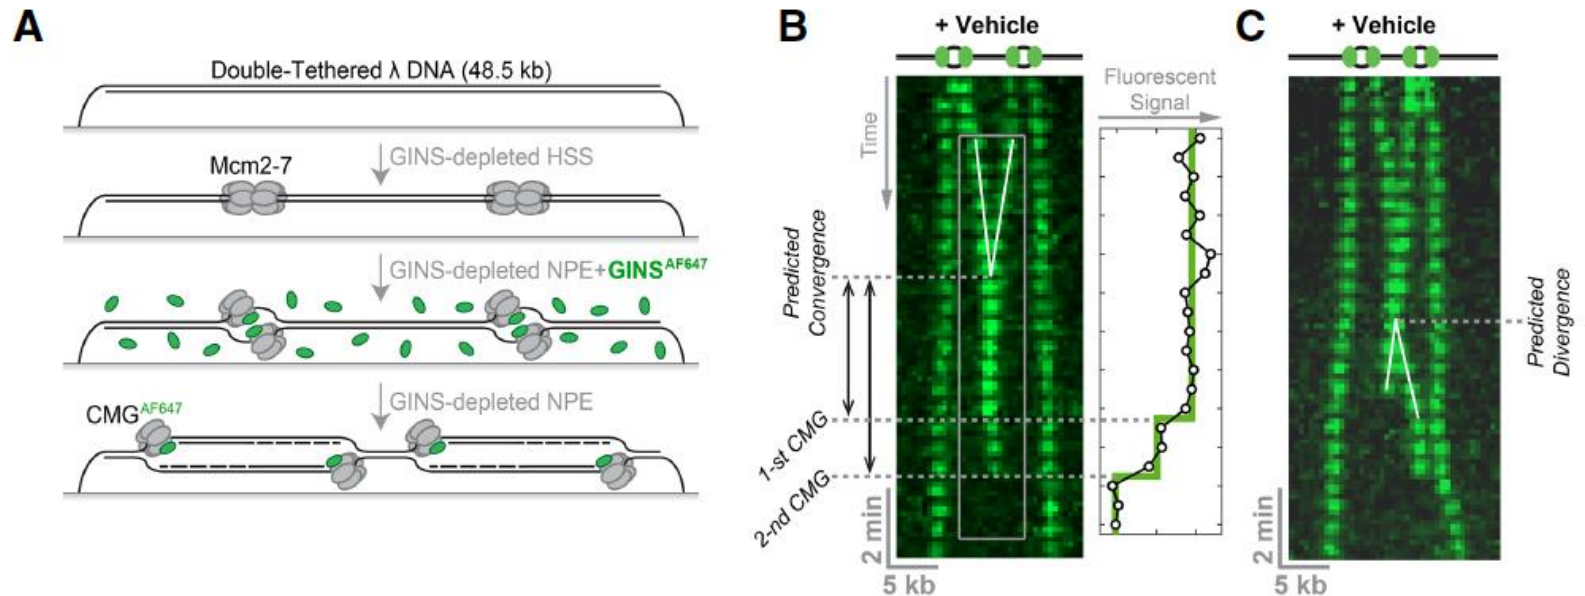 A
Double-Tethered λ DNA (48.5 kb)
GINS-depleted HSS
Mcm2-7
GINS-depleted NPE+GINSAF647
GINS-depleted NPE
CMGAF647
B
+ Vehicle
Fluorescent
Signal
Time
Predicted
Convergence
1-st CMG
2-nd CMG
2 min
5 kb
C
+ Vehicle
Predicted
Divergence
2 min
5 kb